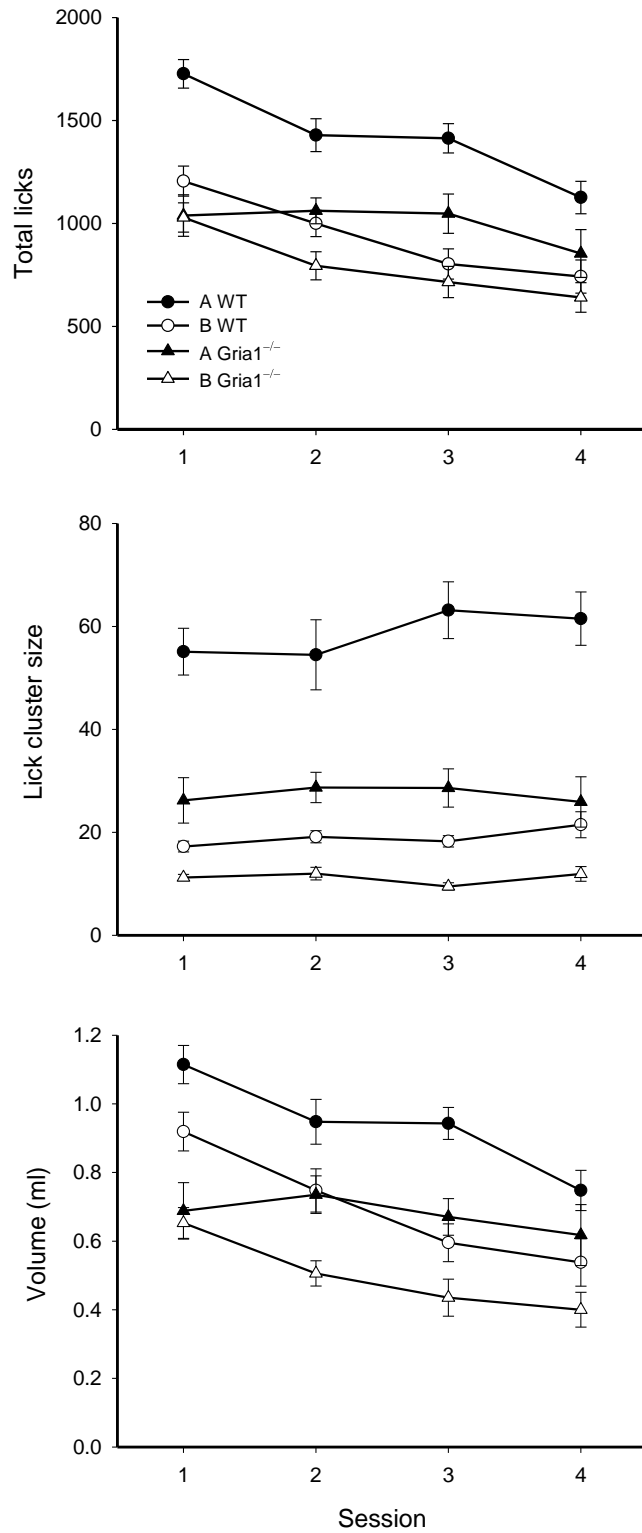 2000
1500
1000
500
0
Total licks
A WT
B WT
A Gria1−/−
B Gria1−/−
1 2 3 4
80
60
40
20
0
Lick cluster size
1 2 3 4
1.2
1.0
0.8
0.6
0.4
0.2
0.0
Volume (ml)
1 2 3 4
Session